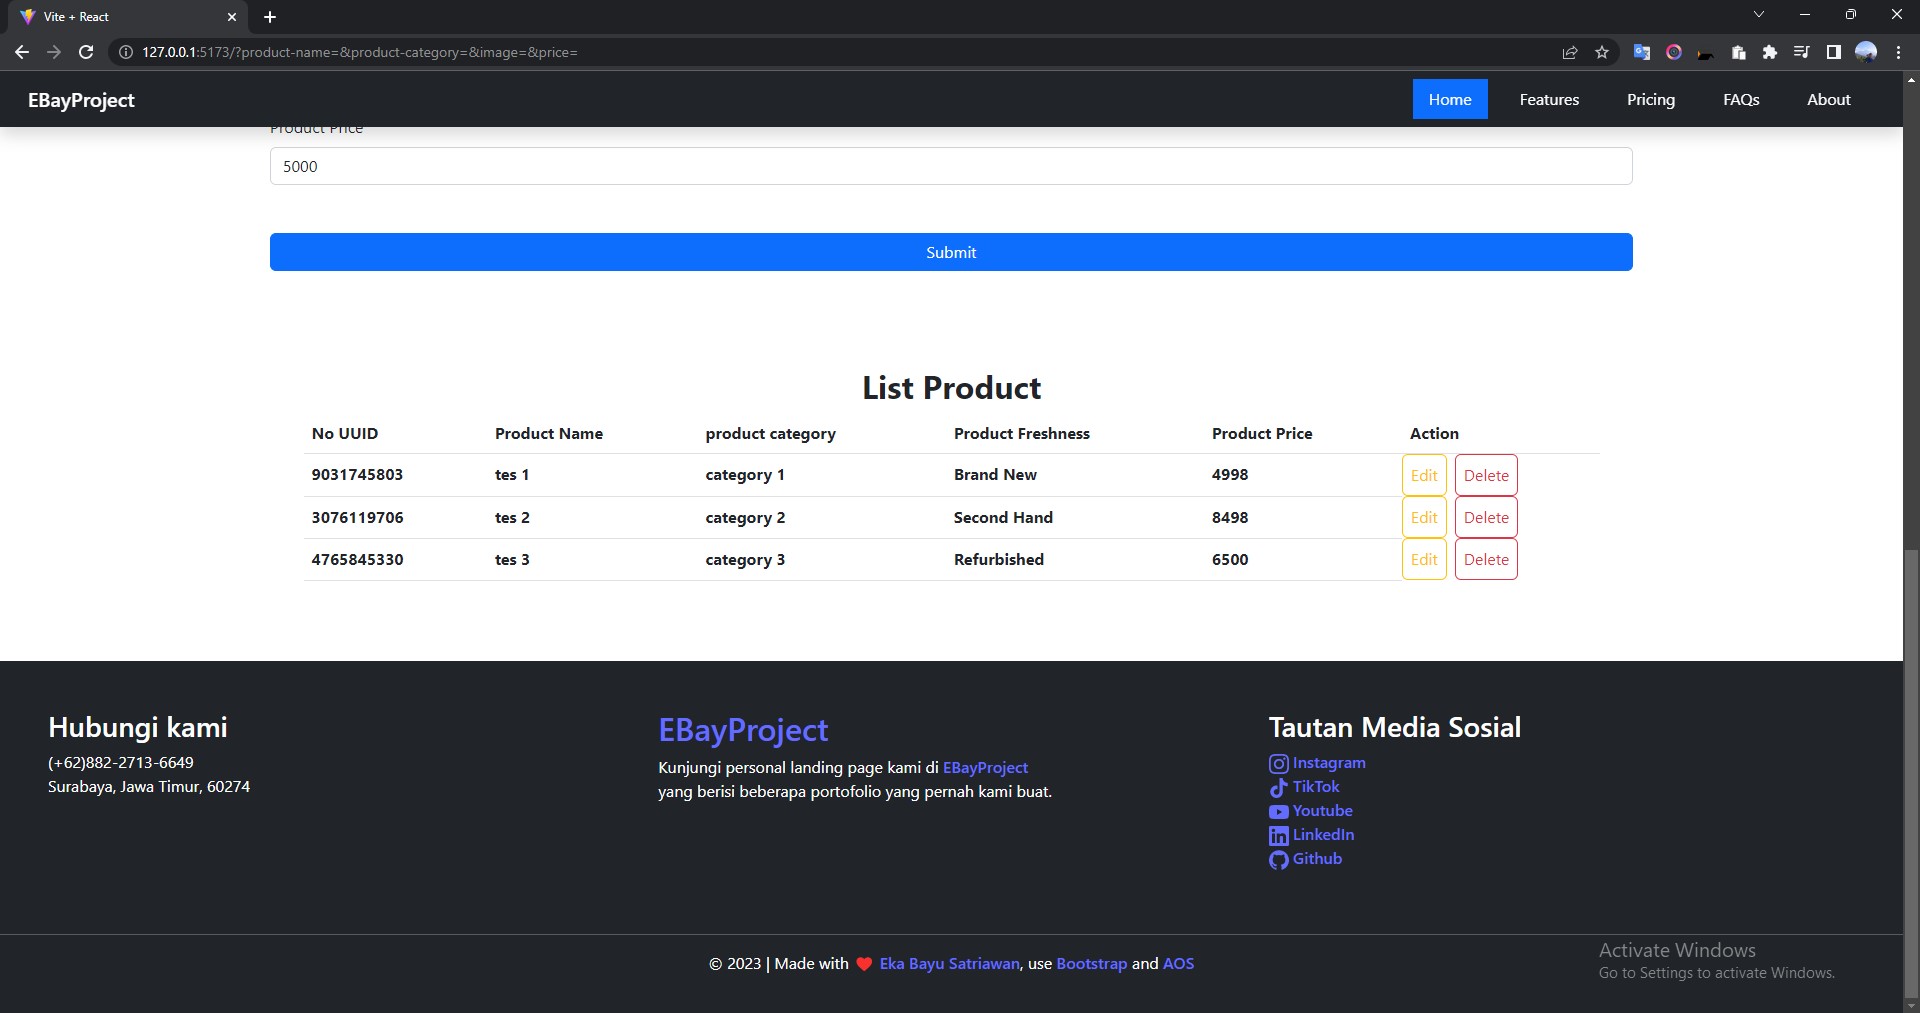 Vite + React
127.0.0.1:5173/?product-name=&product-category=&image=&price=
EBayProject Home Features Pricing FAQs About
Product Price
5000
Submit
List Product
No UUID Product Name product category Product Freshness Product Price Action
9031745803 tes 1 category 1 Brand New 4998 Edit Delete
3076119706 tes 2 category 2 Second Hand 8498 Edit Delete
4765845330 tes 3 category 3 Refurbished 6500 Edit Delete
Hubungi kami
(+62)882-2713-6649
Surabaya, Jawa Timur, 60274
EBayProject
Kunjungi personal landing page kami di EBayProject
yang berisi beberapa portofolio yang pernah kami buat.
Tautan Media Sosial
Instagram
TikTok
Youtube
LinkedIn
Github
© 2023 | Made with ❤️ Eka Bayu Satriawan, use Bootstrap and AOS
Activate Windows
Go to Settings to activate Windows.